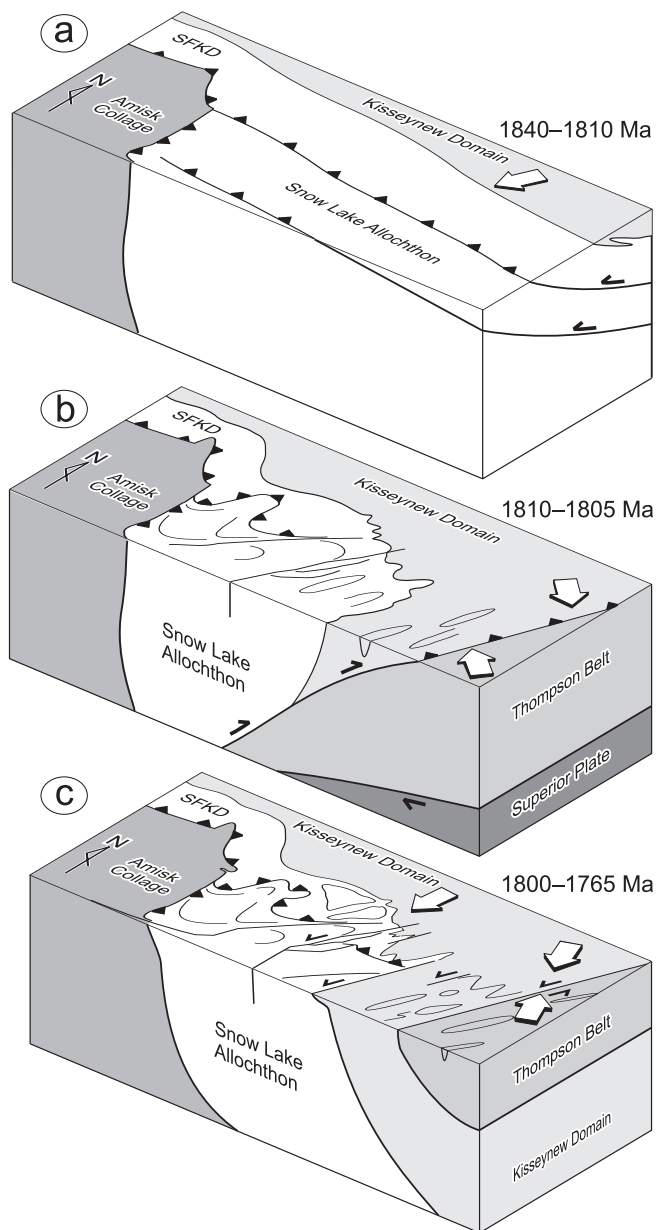 a
SFKD
N
Amisk
Collage
Kisseynew Domain
1840–1810 Ma
Snow Lake Allochthon
b
SFKD
N
Amisk
Collage
Kisseynew Domain
1810–1805 Ma
Snow Lake
Allochthon
Thompson Belt
Superior Plate
c
SFKD
N
Amisk
Collage
Kisseynew Domain
1800–1765 Ma
Snow Lake
Allochthon
Thompson Belt
Kisseynew Domain